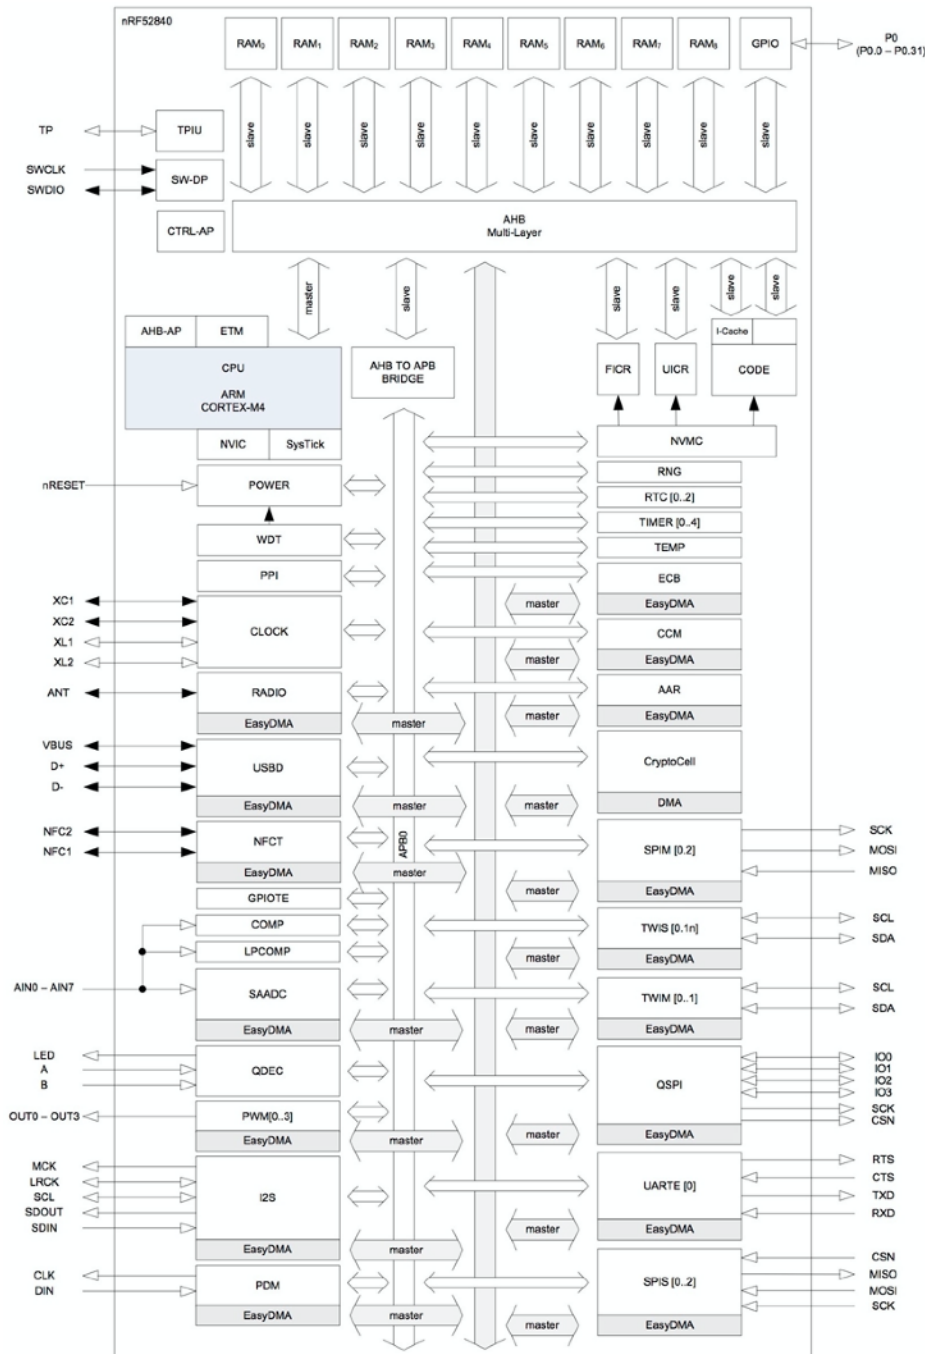 nRF52840
RAM0
RAM1
RAM2
RAM3
RAM4
RAM5
RAM6
RAM7
RAM8
GPIO
P0
(P0.0 – P0.31)
slave
slave
slave
slave
slave
slave
slave
slave
slave
slave
TP
TPIU
SWCLK
SWDIO
SW-DP
CTRL-AP
AHB
Multi-Layer
master
slave
slave
slave
slave
slave
AHB-AP
ETM
CPU
ARM
CORTEX-M4
NVIC
SysTick
AHB TO APB
BRIDGE
FICR
UICR
I-Cache
CODE
NVMC
nRESET
POWER
RNG
RTC [0..2]
WDT
TIMER [0..4]
TEMP
PPI
ECB
master
EasyDMA
XC1
XC2
XL1
XL2
CLOCK
CCM
master
EasyDMA
ANT
RADIO
EasyDMA
master
AAR
master
EasyDMA
VBUS
D+
D-
USBD
EasyDMA
master
CryptoCell
master
DMA
NFC2
NFC1
NFCT
EasyDMA
master
APB0
SPIM [0.2]
master
EasyDMA
SCK
MOSI
MISO
GPIOTE
COMP
LPCOMP
TWIS [0.1n]
master
EasyDMA
SCL
SDA
AIN0 – AIN7
SAADC
EasyDMA
master
TWIM [0..1]
master
EasyDMA
SCL
SDA
LED
A
B
QDEC
QSPI
master
EasyDMA
IO0
IO1
IO2
IO3
SCK
CSN
OUT0 – OUT3
PWM[0..3]
EasyDMA
master
MCK
LRCK
SCL
SDOUT
SDIN
I2S
EasyDMA
master
UARTE [0]
master
EasyDMA
RTS
CTS
TXD
RXD
CLK
DIN
PDM
EasyDMA
master
SPIS [0..2]
master
EasyDMA
CSN
MISO
MOSI
SCK